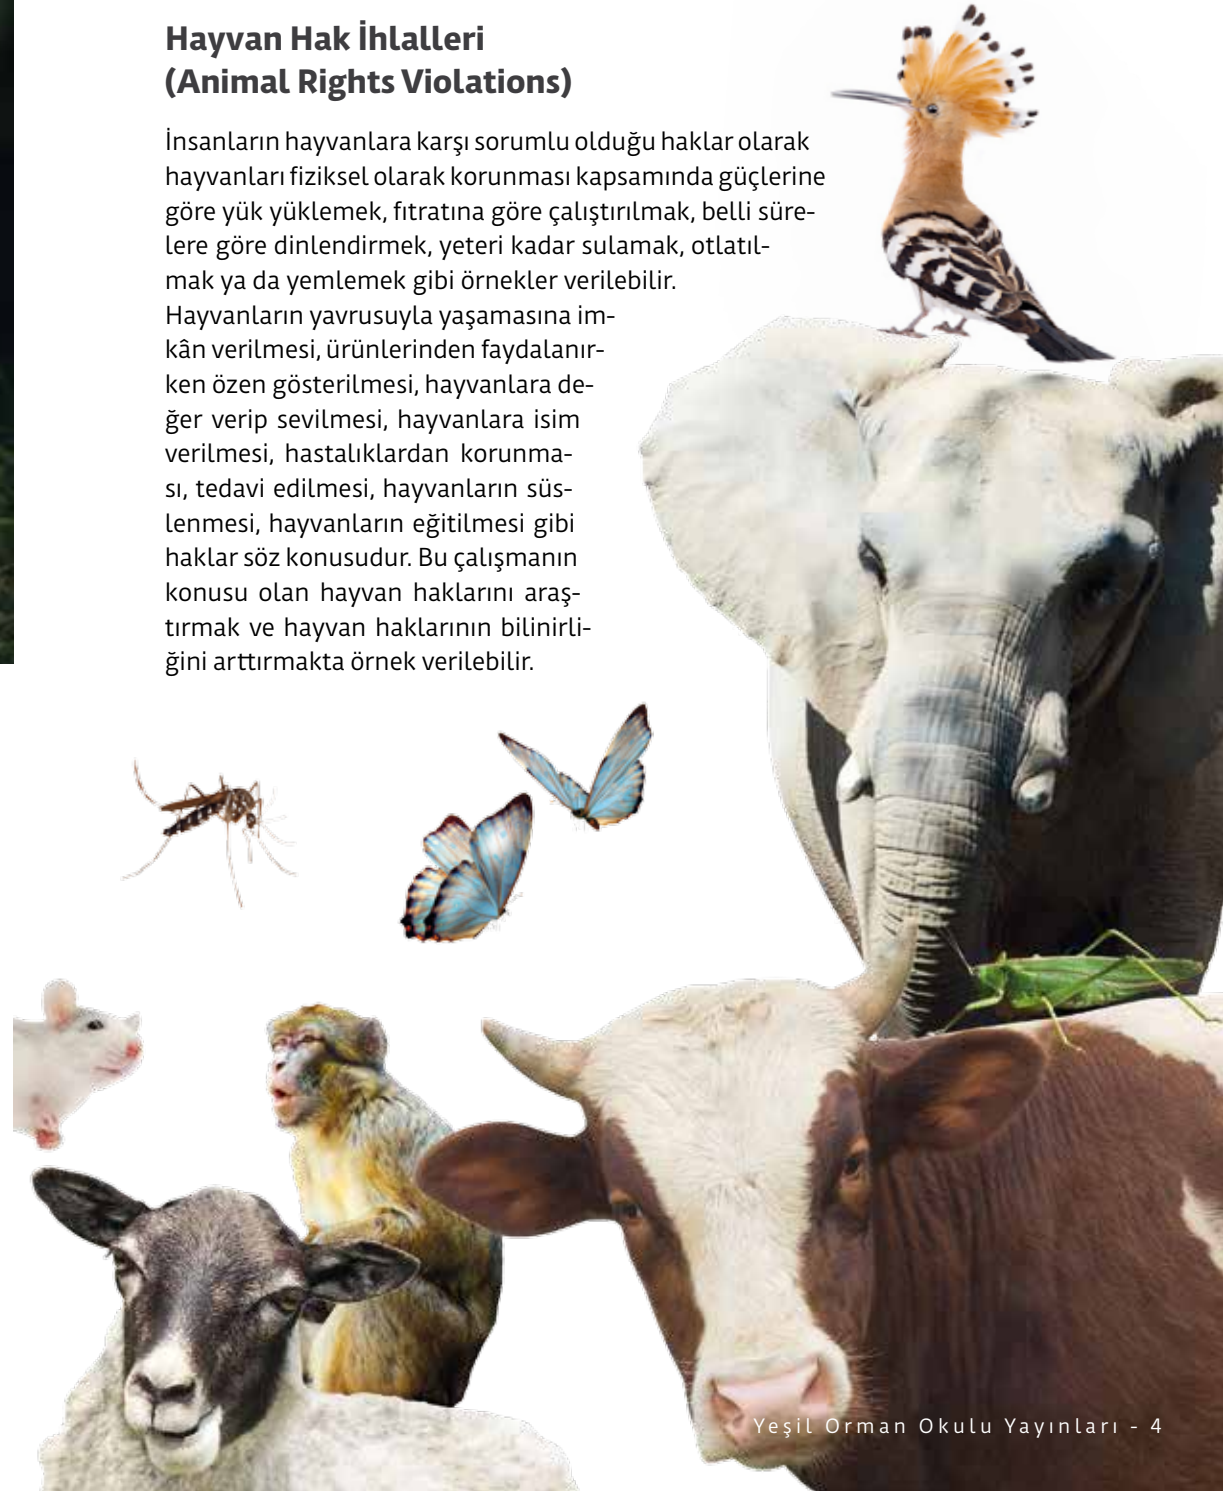 Hayvan Hak İhlalleri
(Animal Rights Violations)
İnsanların hayvanlara karşı sorumlu olduğu haklar olarak
hayvanları fiziksel olarak korunması kapsamında güçlerine
göre yük yüklemek, fıtratına göre çalıştırılmak, belli süre-
lere göre dinlendirmek, yeteri kadar sulamak, otlatıl-
mak ya da yemlemek gibi örnekler verilebilir.
Hayvanların yavrusuyla yaşamasına im-
kân verilmesi, ürünlerinden faydalanır-
ken özen gösterilmesi, hayvanlara de-
ğer verip sevilmesi, hayvanlara isim
verilmesi, hastalıklardan korunma-
sı, tedavi edilmesi, hayvanların süs-
lenmesi, hayvanların eğitilmesi gibi
haklar söz konusudur. Bu çalışmanın
konusu olan hayvan haklarını araş-
tırmak ve hayvan haklarının bilinirli-
ğini arttırmakta örnek verilebilir.
Yeşil Orman Okulu Yayınları - 4